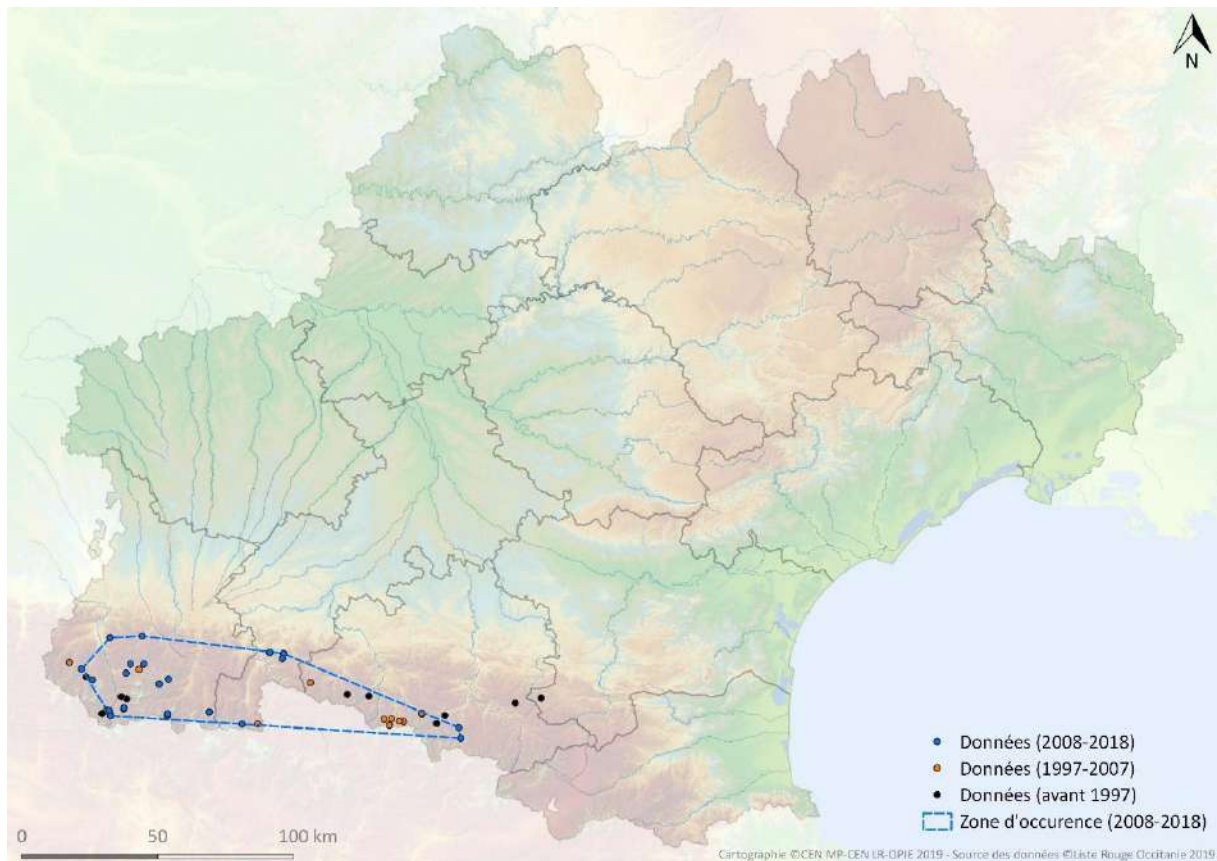 N
Données (2008-2018)
Données (1997-2007)
Données (avant 1997)
Zone d'occurence (2008-2018)
0 50 100 km
Cartographie ©CEN MP-CEN LR-OPIE 2019 - Source des données ©Liste Rouge Occitanie 2019